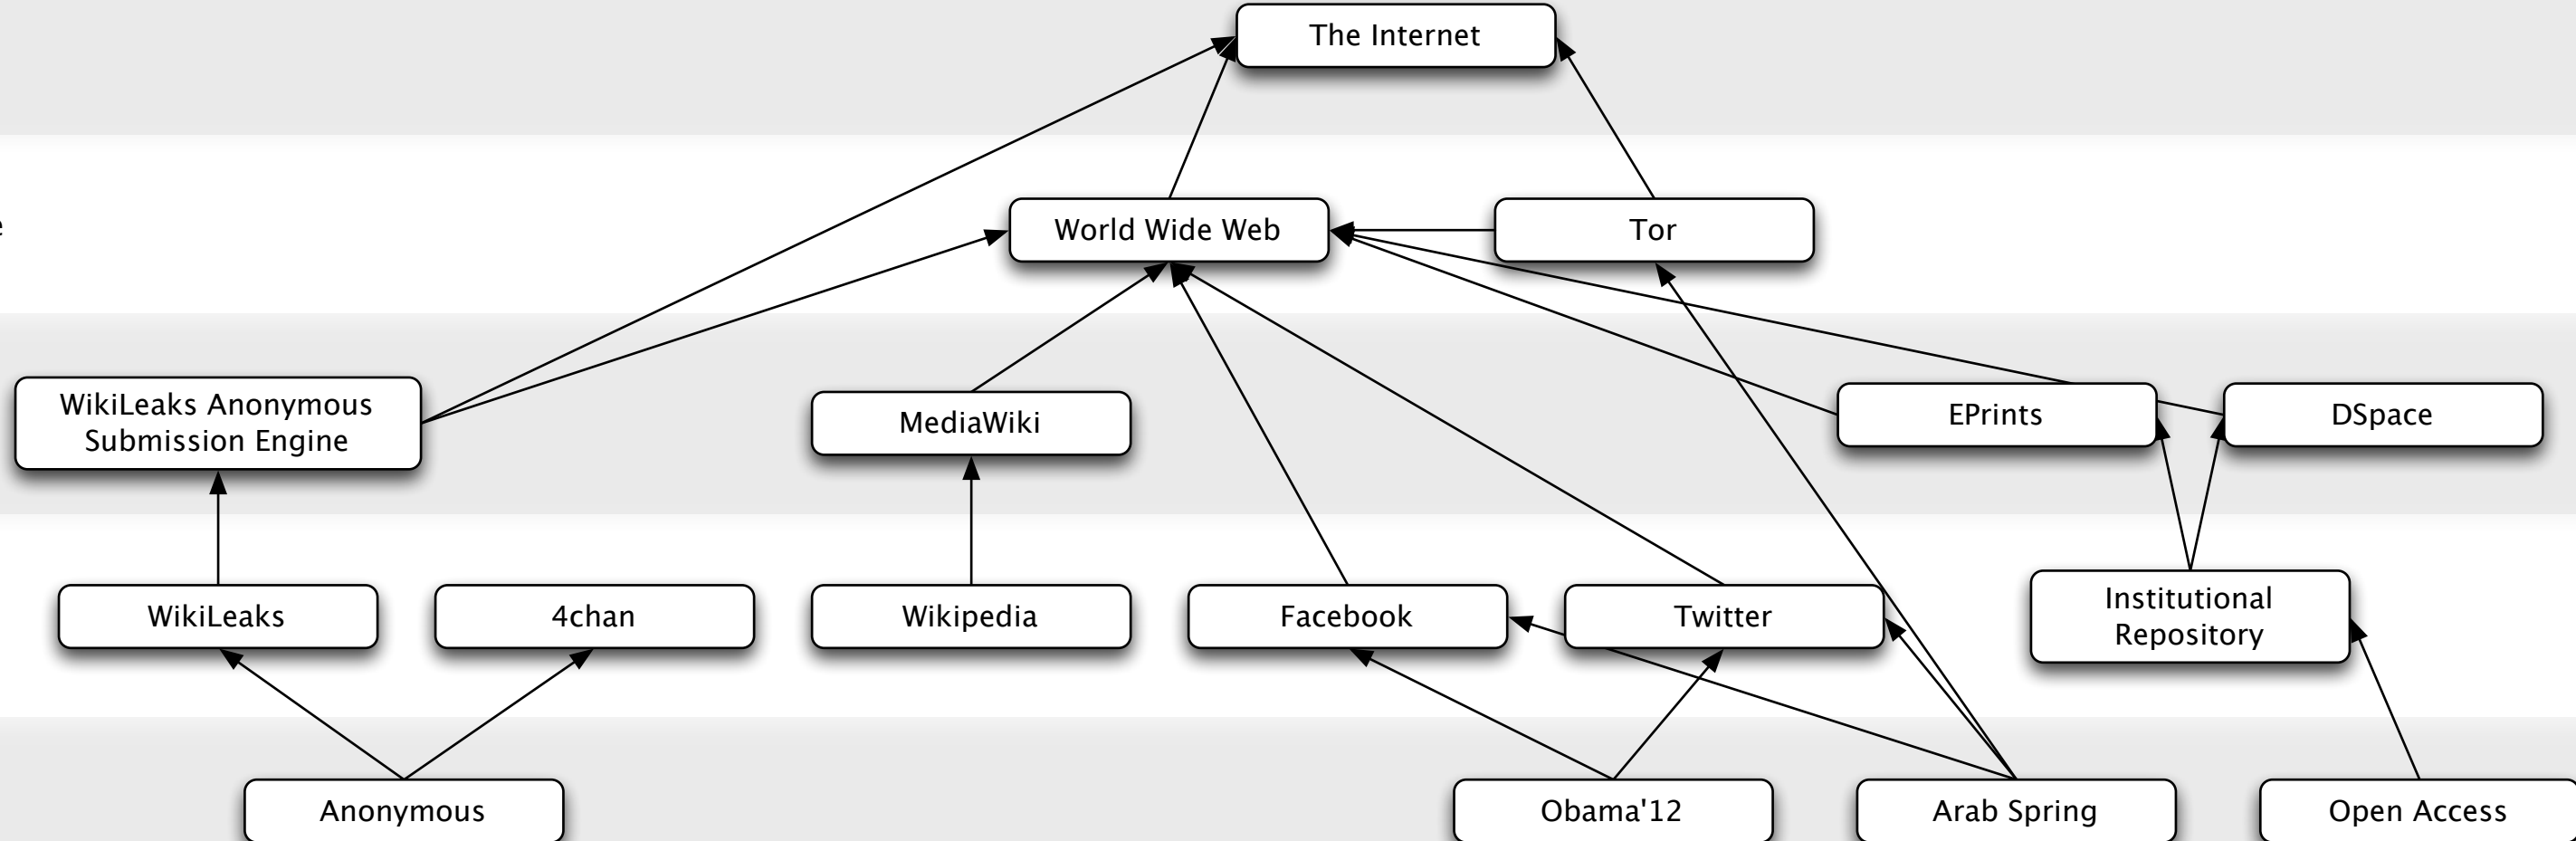 The Internet
e
World Wide Web
Tor
WikiLeaks Anonymous
Submission Engine
MediaWiki
EPrints
DSpace
WikiLeaks
4chan
Wikipedia
Facebook
Twitter
Institutional
Repository
Anonymous
Obama'12
Arab Spring
Open Access